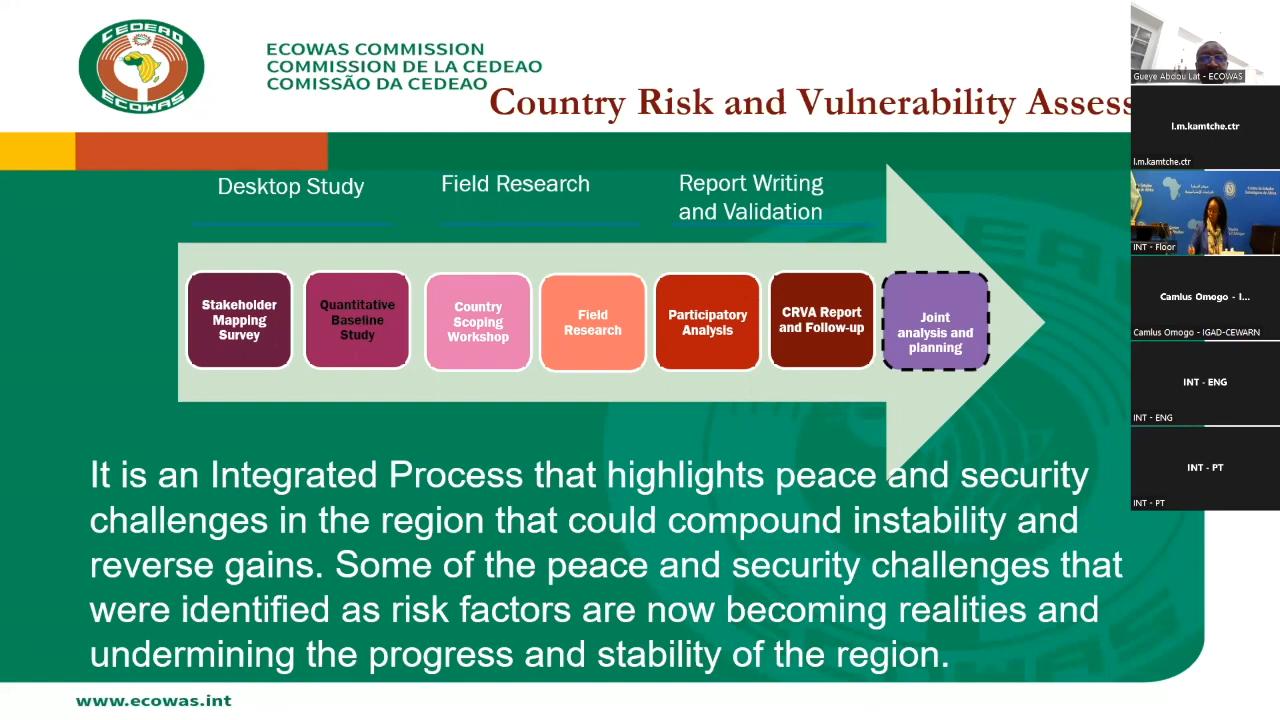 CEDEAO
ECOWAS
ECOWAS COMMISSION
COMMISSION DE LA CEDEAO
COMISSÃO DA CEDEAO
Country Risk and Vulnerability Assess
Desktop Study
Field Research
Report Writing
and Validation
Stakeholder
Mapping
Survey
Quantitative
Baseline
Study
Country
Scoping
Workshop
Field
Research
Participatory
Analysis
CRVA Report
and Follow-up
Joint
analysis and
planning
It is an Integrated Process that highlights peace and security
challenges in the region that could compound instability and
reverse gains. Some of the peace and security challenges that
were identified as risk factors are now becoming realities and
undermining the progress and stability of the region.
www.ecowas.int
Gueye Abdou Lat - ECOWAS
l.m.kamtche.ctr
l.m.kamtche.ctr
INT - Floor
Camlus Omogo - I...
Camlus Omogo - IGAD-CEWARN
INT - ENG
INT - ENG
INT - PT
INT - PT